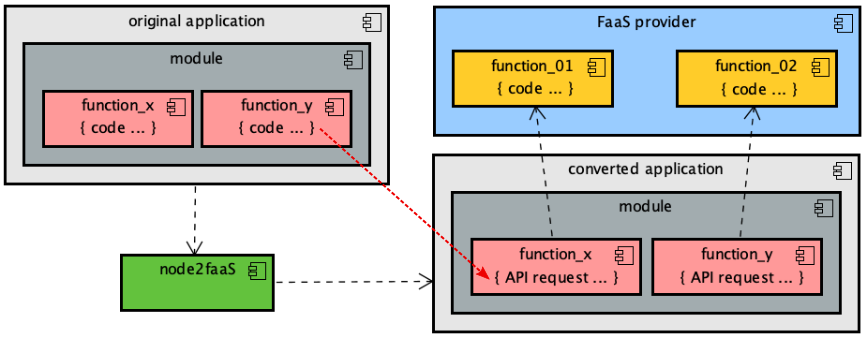 original application
module
function_x
{ code ... }
function_y
{ code ... }
FaaS provider
function_01
{ code ... }
function_02
{ code ... }
node2faaS
converted application
module
function_x
{ API request ... }
function_y
{ API request ... }